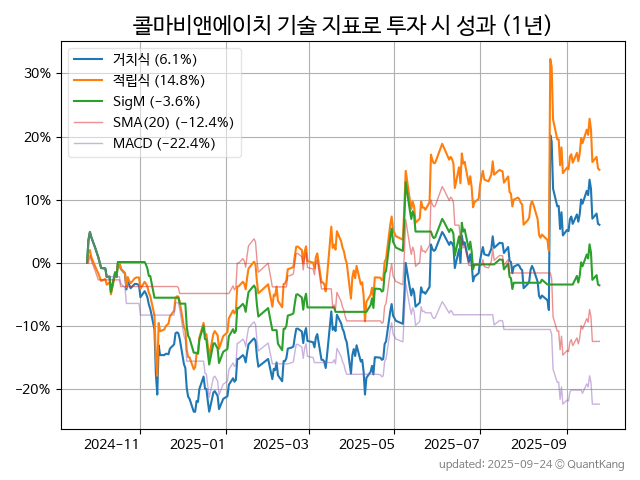 콜마비앤에이치 기술 지표로 투자 시 성과 (1년)
거치식 (6.1%)
적립식 (14.8%)
SigM (−3.6%)
SMA(20) (−12.4%)
MACD (−22.4%)
30%
20%
10%
0%
−10%
−20%
2024-11 2025-01 2025-03 2025-05 2025-07 2025-09
updated: 2025-09-24 © QuantKang